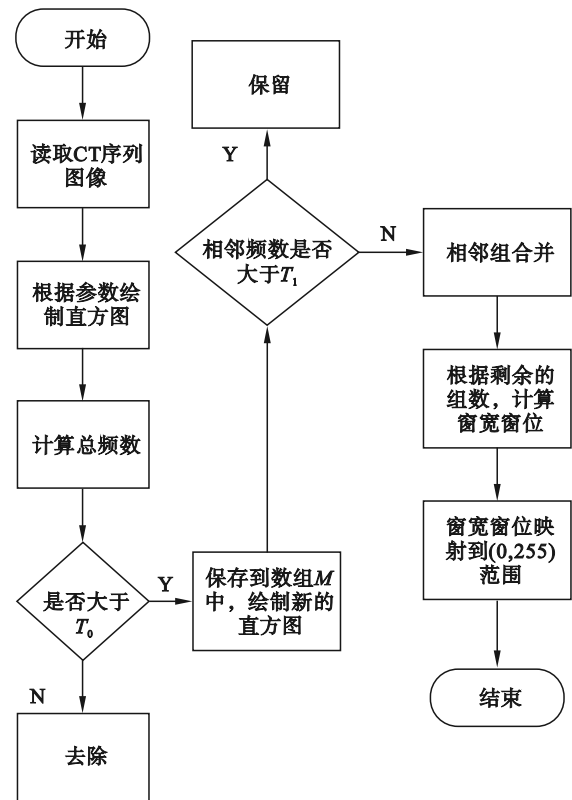 开始
读取CT序列
图像
根据参数绘
制直方图
计算总频数
是否大于
T₀
Y
N
去除
保存到数组M
中，绘制新的
直方图
相邻频数是否
大于T₁
Y
保留
N
相邻组合并
根据剩余的
组数，计算
窗宽窗位
窗宽窗位映
射到(0,255)
范围
结束